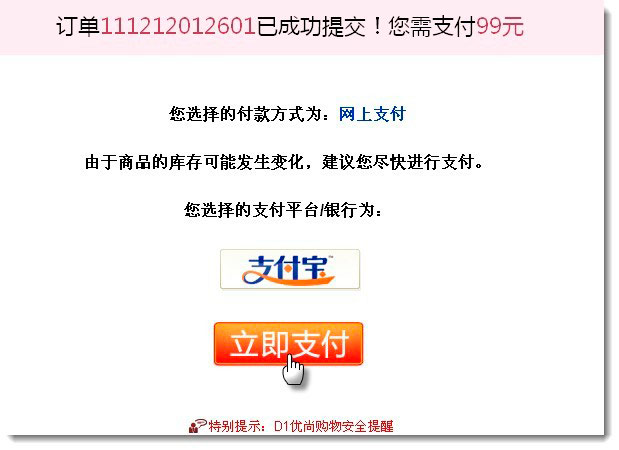 订单111212012601已成功提交！您需支付99元
您选择的付款方式为：网上支付
由于商品的库存可能发生变化，建议您尽快进行支付。
您选择的支付平台/银行为：
支付宝™
立即支付
特别提示：D1优尚购物安全提醒